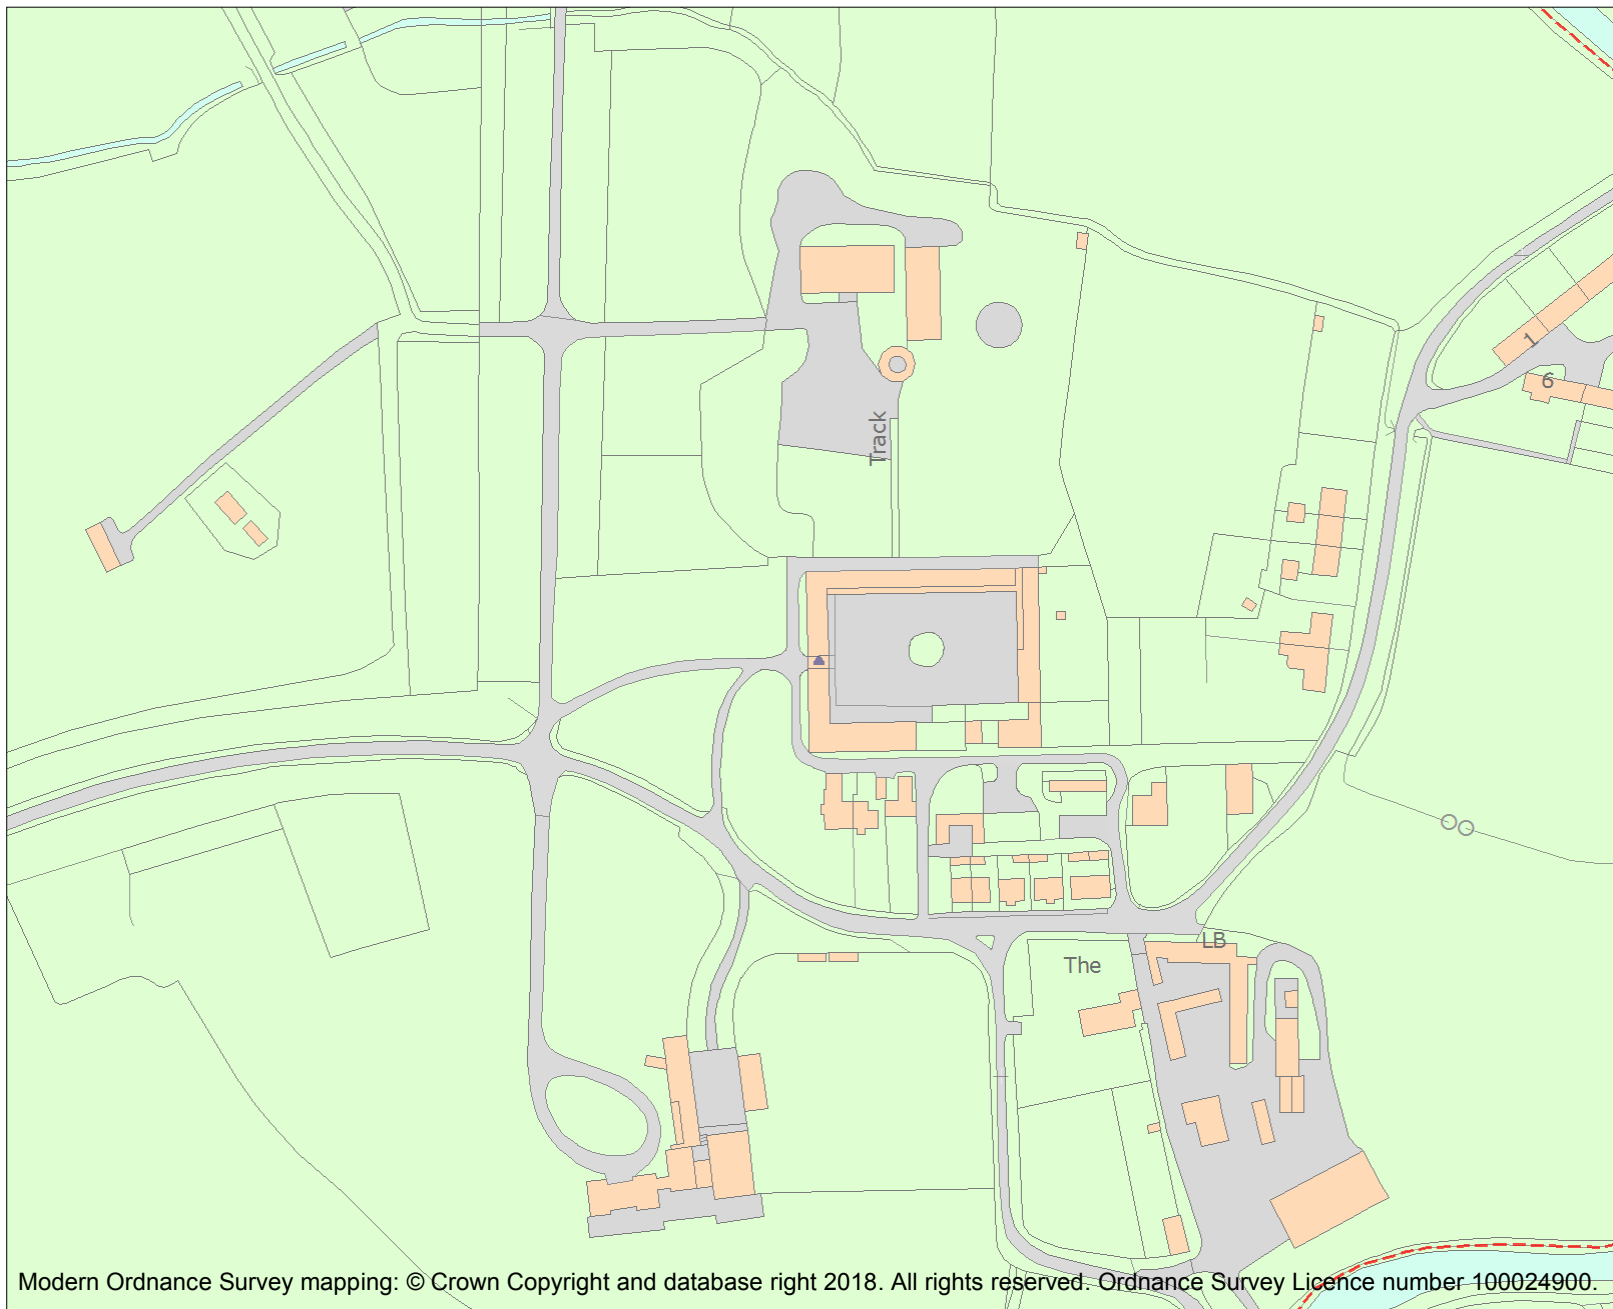 1
6
Track
LB
The
Modern Ordnance Survey mapping: © Crown Copyright and database right 2018. All rights reserved. Ordnance Survey Licence number 100024900.